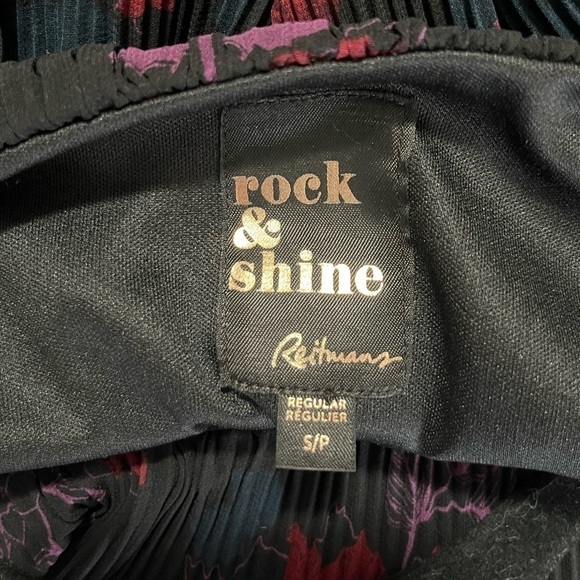 rock
&
shine
Reitmans
REGULAR
RÉGULIER
S/P